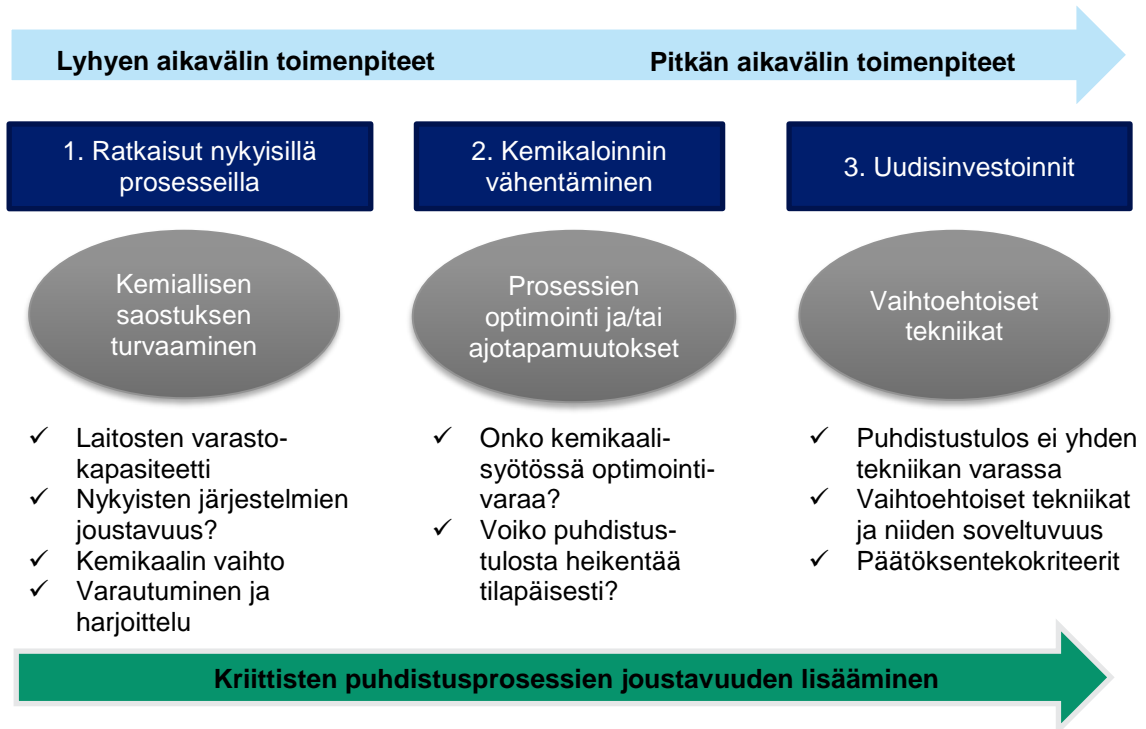 Lyhyen aikavälin toimenpiteet
Pitkän aikavälin toimenpiteet
1. Ratkaisut nykyisillä
prosesseilla
2. Kemikaloinnin
vähentäminen
3. Uudisinvestoinnit
Kemiallisen
saostuksen
turvaaminen
Prosessien
optimointi ja/tai
ajotapamuutokset
Vaihtoehtoiset
tekniikat
✓ Laitosten varasto-
kapasiteetti
✓ Nykyisten järjestelmien
joustavuus?
✓ Kemikaalin vaihto
✓ Varautuminen ja
harjoittelu
✓ Onko kemikaali-
syötössä optimointi-
varaa?
✓ Voiko puhdistus-
tulosta heikentää
tilapäisesti?
✓ Puhdistustulos ei yhden
tekniikan varassa
✓ Vaihtoehtoiset tekniikat
ja niiden soveltuvuus
✓ Päätöksentekokriteerit
Kriittisten puhdistusprosessien joustavuuden lisääminen